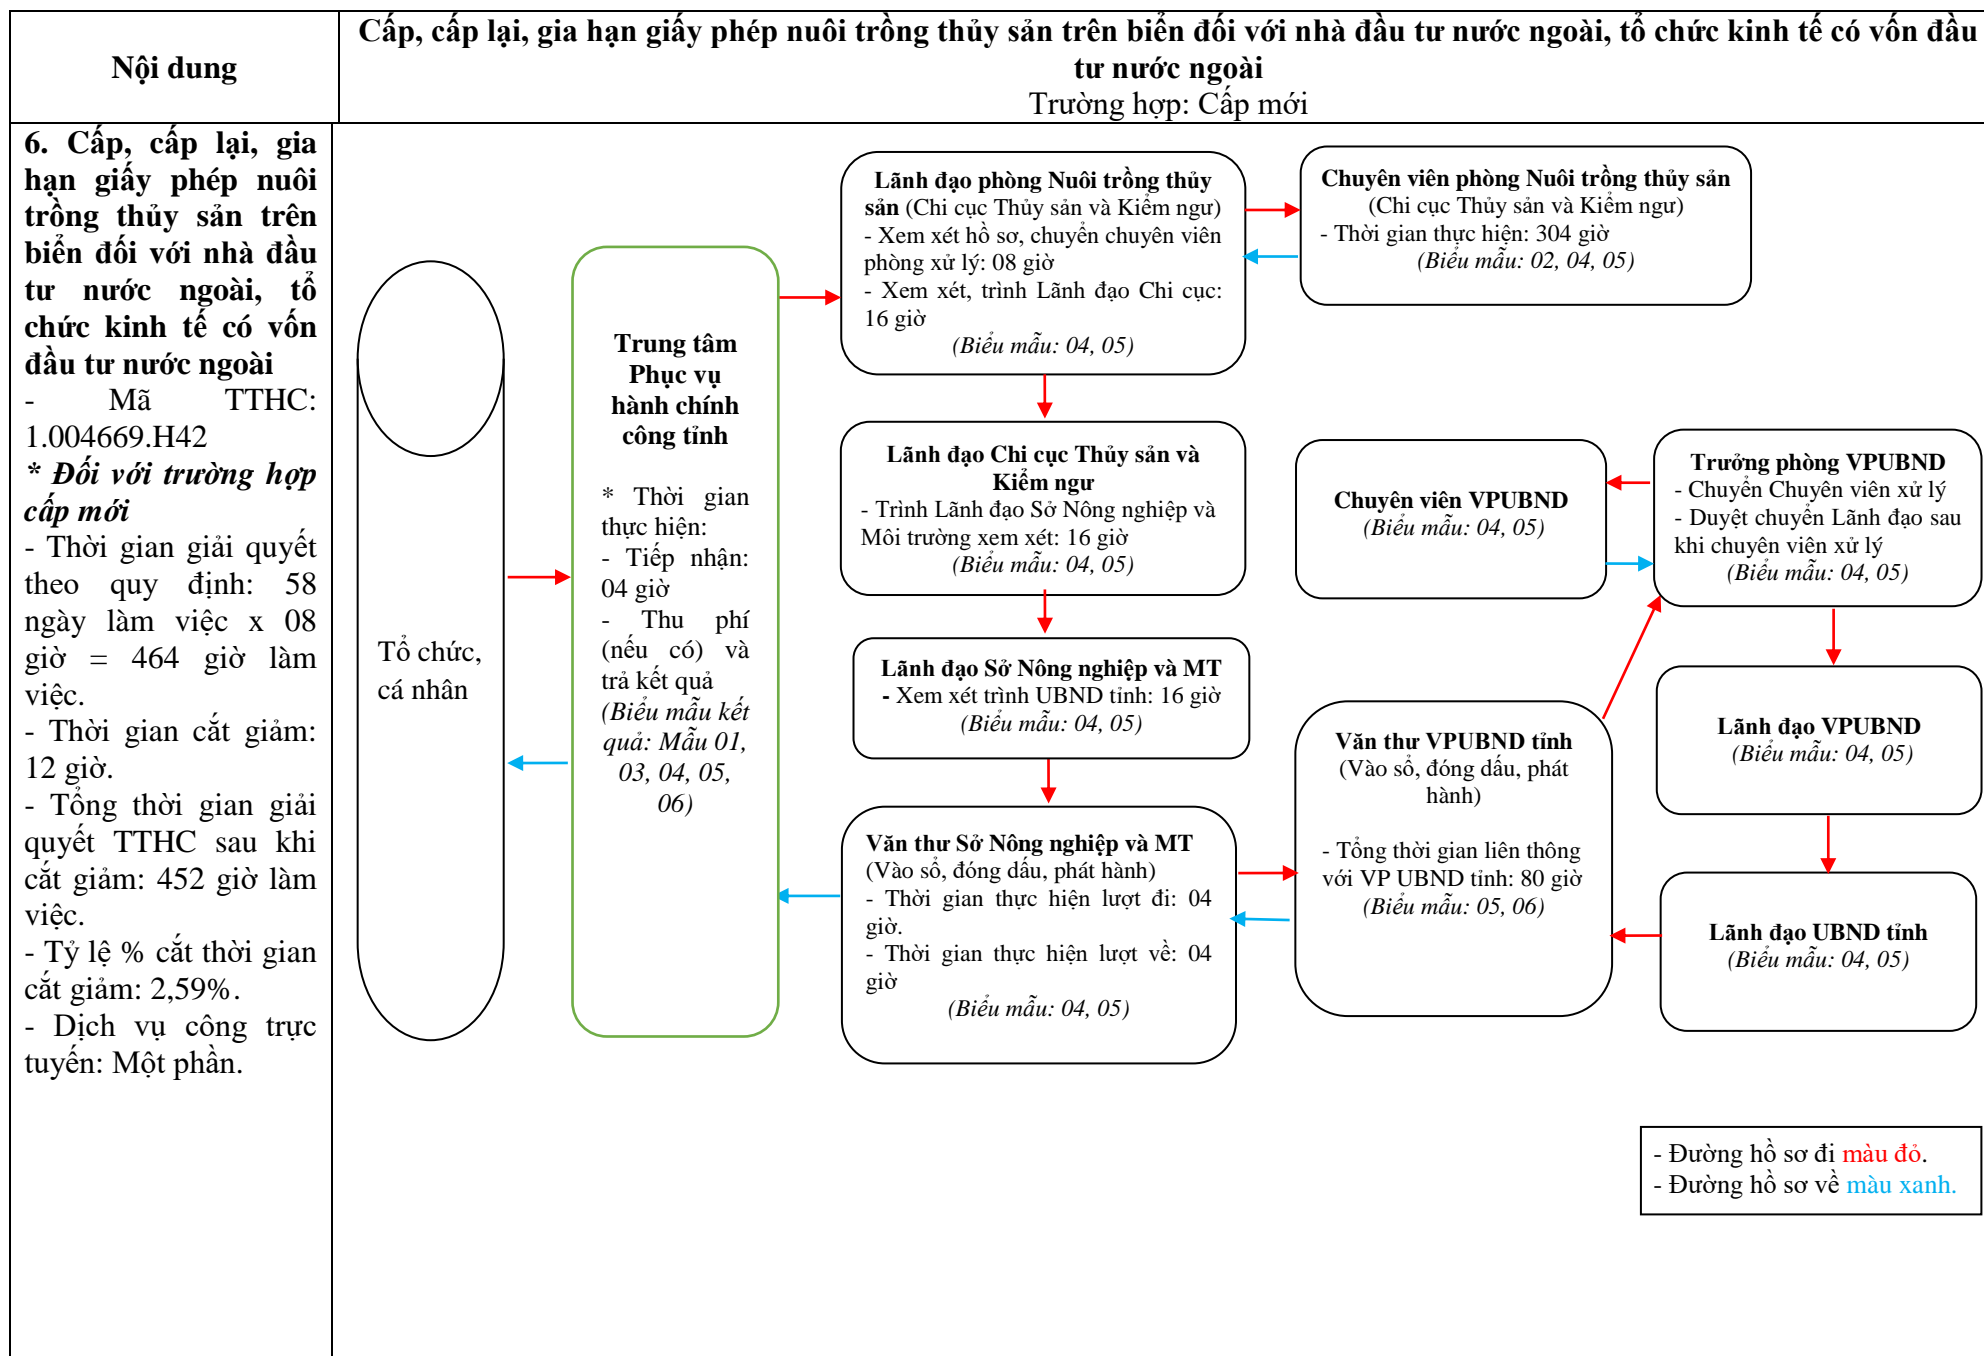 Nội dung
Cấp, cấp lại, gia hạn giấy phép nuôi trồng thủy sản trên biển đối với nhà đầu tư nước ngoài, tổ chức kinh tế có vốn đầu
tư nước ngoài
Trường hợp: Cấp mới
6. Cấp, cấp lại, gia
hạn giấy phép nuôi
trồng thủy sản trên
biển đối với nhà đầu
tư nước ngoài, tổ
chức kinh tế có vốn
đầu tư nước ngoài
- Mã TTHC:
1.004669.H42
* Đối với trường hợp
cấp mới
- Thời gian giải quyết
theo quy định: 58
ngày làm việc x 08
giờ = 464 giờ làm
việc.
- Thời gian cắt giảm:
12 giờ.
- Tổng thời gian giải
quyết TTHC sau khi
cắt giảm: 452 giờ làm
việc.
- Tỷ lệ % cắt thời gian
cắt giảm: 2,59%.
- Dịch vụ công trực
tuyến: Một phần.
Tổ chức,
cá nhân
Trung tâm
Phục vụ
hành chính
công tỉnh
* Thời gian
thực hiện:
- Tiếp nhận:
04 giờ
- Thu phí
(nếu có) và
trả kết quả
(Biểu mẫu kết
quả: Mẫu 01,
03, 04, 05,
06)
Lãnh đạo phòng Nuôi trồng thủy
sản (Chi cục Thủy sản và Kiểm ngư)
- Xem xét hồ sơ, chuyển chuyên viên
phòng xử lý: 08 giờ
- Xem xét, trình Lãnh đạo Chi cục:
16 giờ
(Biểu mẫu: 04, 05)
Chuyên viên phòng Nuôi trồng thủy sản
(Chi cục Thủy sản và Kiểm ngư)
- Thời gian thực hiện: 304 giờ
(Biểu mẫu: 02, 04, 05)
Lãnh đạo Chi cục Thủy sản và
Kiểm ngư
- Trình Lãnh đạo Sở Nông nghiệp và
Môi trường xem xét: 16 giờ
(Biểu mẫu: 04, 05)
Lãnh đạo Sở Nông nghiệp và MT
- Xem xét trình UBND tỉnh: 16 giờ
(Biểu mẫu: 04, 05)
Văn thư Sở Nông nghiệp và MT
(Vào sổ, đóng dấu, phát hành)
- Thời gian thực hiện lượt đi: 04
giờ.
- Thời gian thực hiện lượt về: 04
giờ
(Biểu mẫu: 04, 05)
Văn thư VPUBND tỉnh
(Vào sổ, đóng dấu, phát
hành)
- Tổng thời gian liên thông
với VP UBND tỉnh: 80 giờ
(Biểu mẫu: 05, 06)
Chuyên viên VPUBND
(Biểu mẫu: 04, 05)
Trưởng phòng VPUBND
- Chuyển Chuyên viên xử lý
- Duyệt chuyển Lãnh đạo sau
khi chuyên viên xử lý
(Biểu mẫu: 04, 05)
Lãnh đạo VPUBND
(Biểu mẫu: 04, 05)
Lãnh đạo UBND tỉnh
(Biểu mẫu: 04, 05)
- Đường hồ sơ đi màu đỏ.
- Đường hồ sơ về màu xanh.